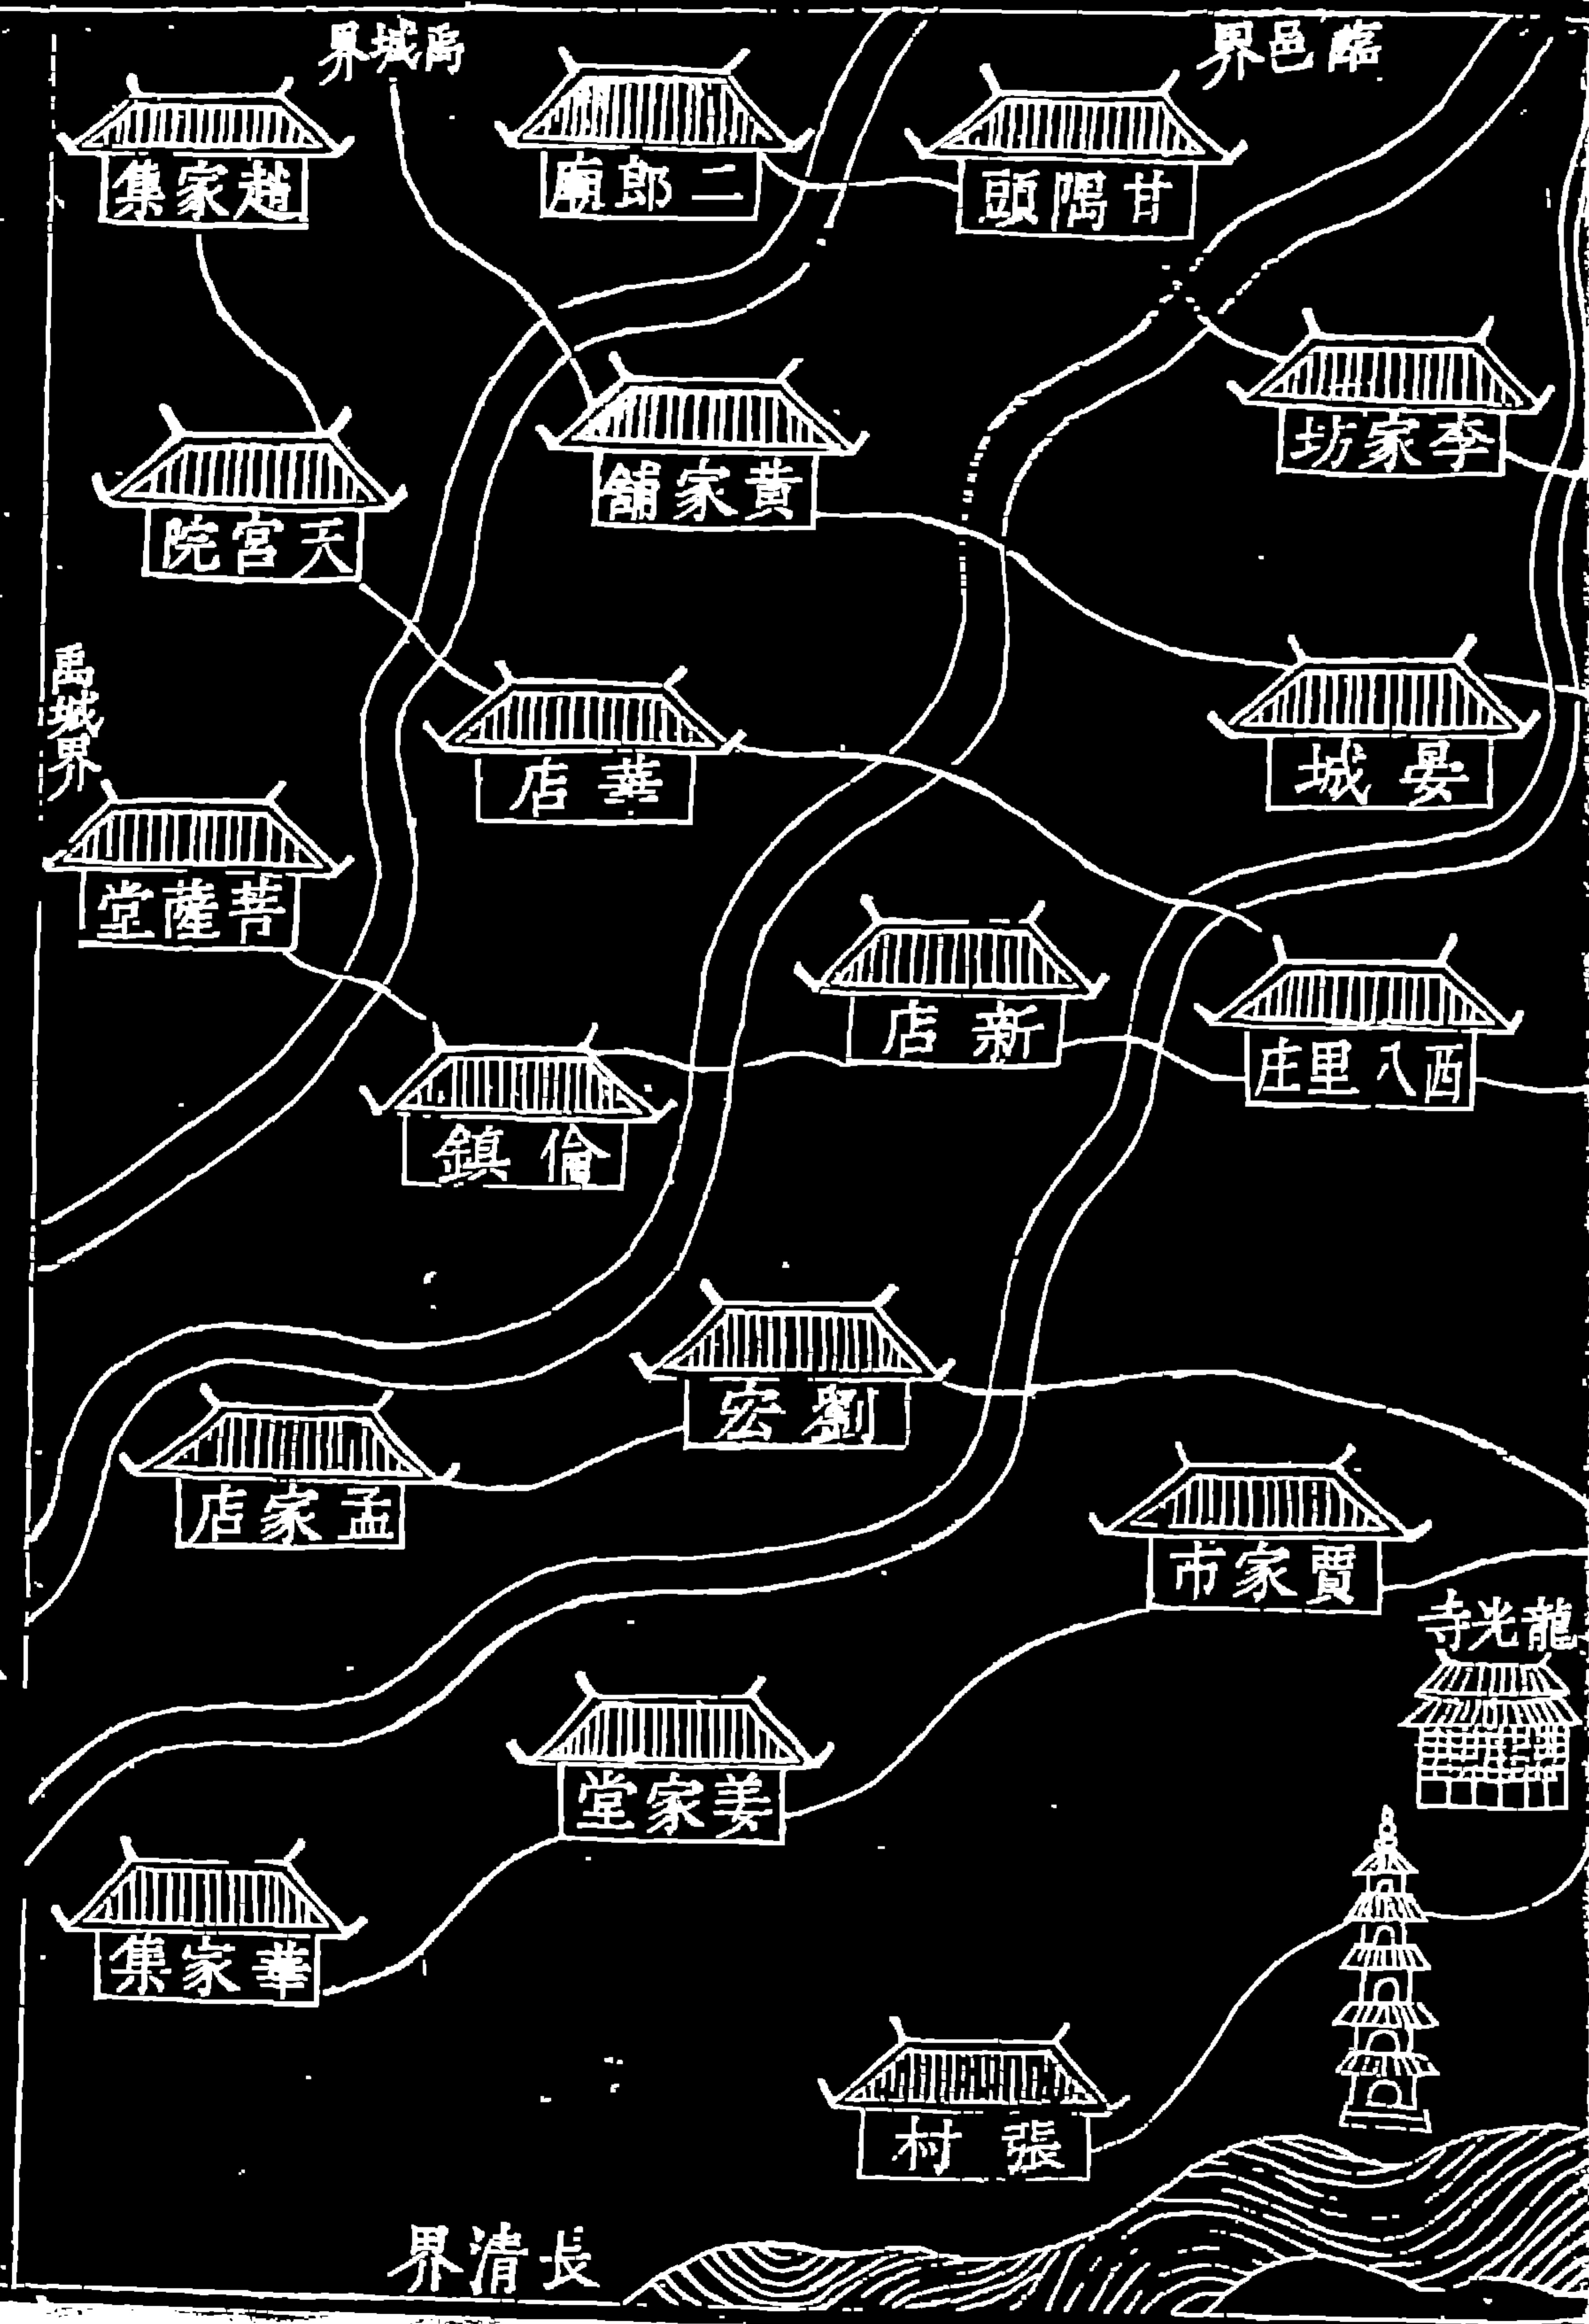 臨邑界
禹城界
甘隅頭
二郎廟
趙家集
李家坊
黄家舖
天宮院
禹城界
晏城
華店
菩薩堂
新店
西八里庄
倫鎮
劉宏
孟家店
賈家市
龍光寺
姜家堂
華家集
張村
長清界